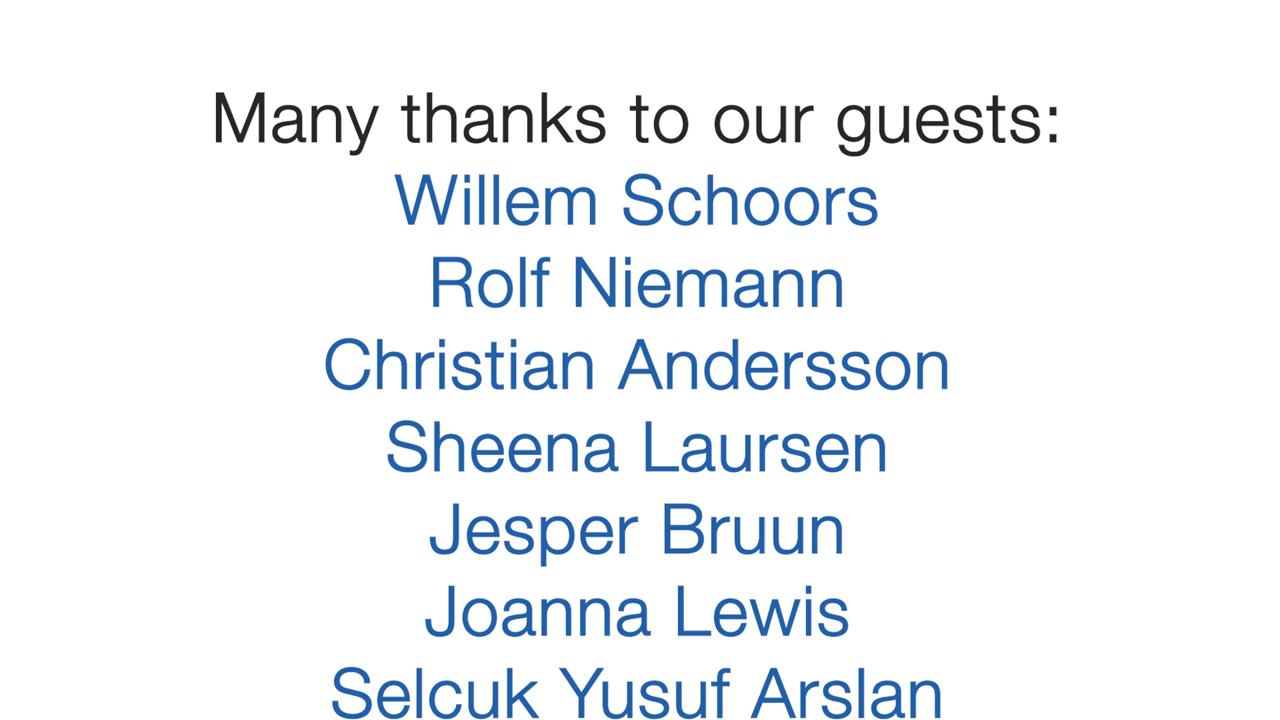 Many thanks to our guests:
Willem Schoors
Rolf Niemann
Christian Andersson
Sheena Laursen
Jesper Bruun
Joanna Lewis
Selcuk Yusuf Arslan